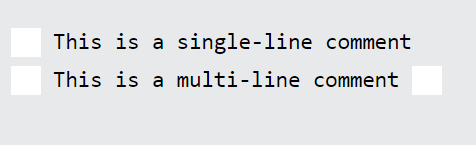 This is a single-line comment
This is a multi-line comment